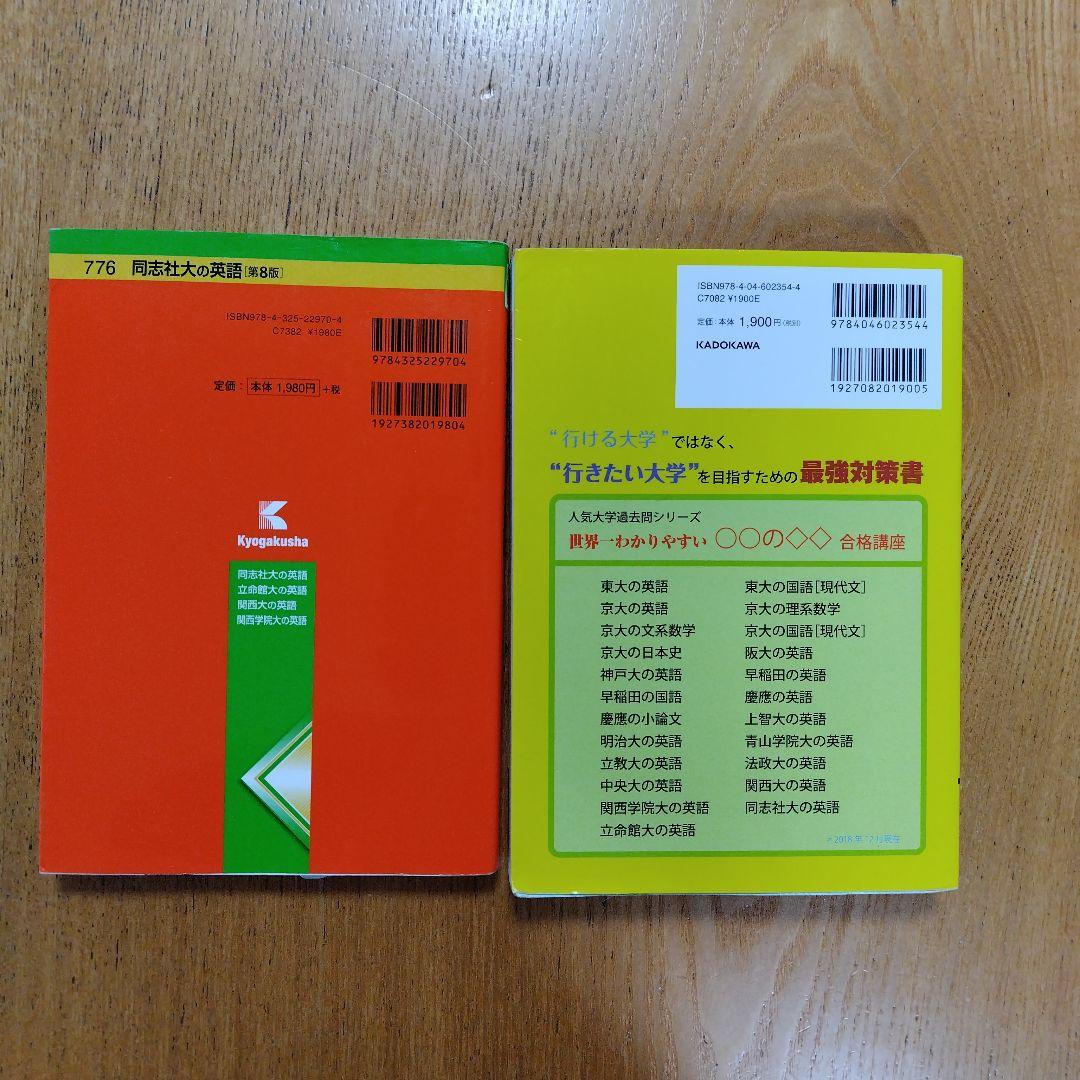 776 同志社大の英語[第8版]
ISBN978-4-325-22970-4
C7382 ¥1980E
9784325229704
定価：本体 1,980円＋税
1927382019804
Kyogakusha
同志社大の英語
立命館大の英語
関西大の英語
関西学院大の英語
ISBN978-4-04-602354-4
C7082 ¥1900E
定価：本体 1,900円（税別）
KADOKAWA
9784046023544
1927082019005
“行ける大学”ではなく、
“行きたい大学”を目指すための最強対策書
人気大学過去問シリーズ
世界一わかりやすい 〇〇の◇◇ 合格講座
東大の英語 東大の国語［現代文］
京大の英語 京大の理系数学
京大の文系数学 京大の国語［現代文］
京大の日本史 阪大の英語
神戸大の英語 早稲田の英語
早稲田の国語 慶應の英語
慶應の小論文 上智大の英語
明治大の英語 青山学院大の英語
立教大の英語 法政大の英語
中央大の英語 関西大の英語
関西学院大の英語 同志社大の英語
立命館大の英語
＊2018年12月現在